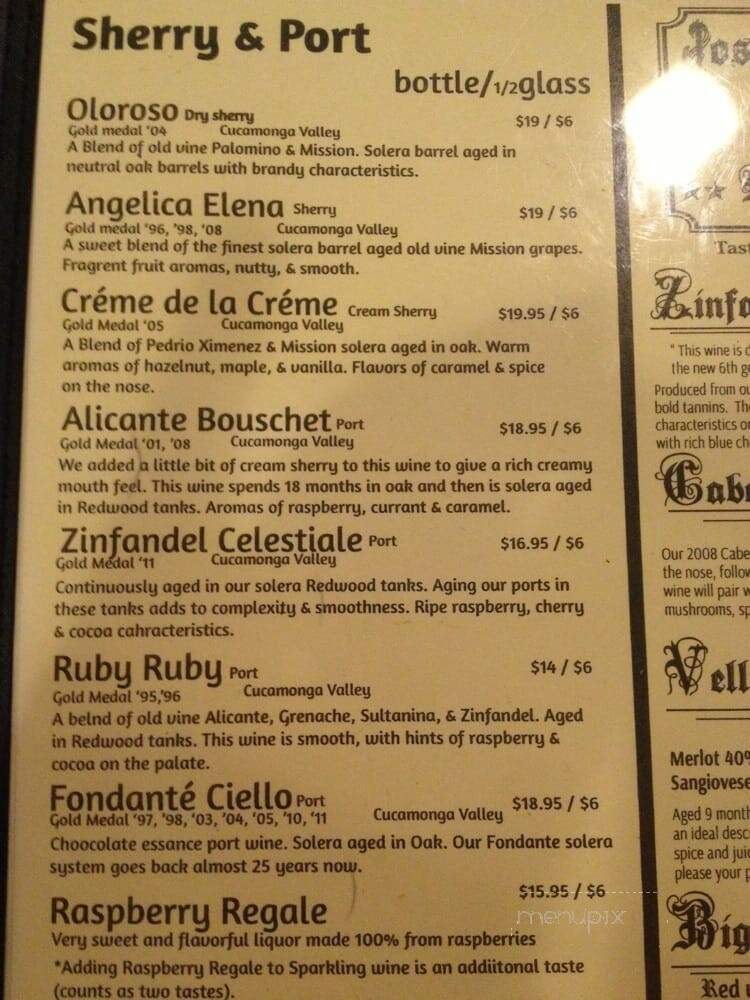 Sherry & Port
bottle/1/2glass
Oloroso Dry sherry $19 / $6
Gold medal '04 Cucamonga Valley
A Blend of old vine Palomino & Mission. Solera barrel aged in
neutral oak barrels with brandy characteristics.
Angelica Elena Sherry $19 / $6
Gold medal '96, '98, '08 Cucamonga Valley
A sweet blend of the finest solera barrel aged old vine Mission grapes.
Fragrent fruit aromas, nutty, & smooth.
Créme de la Créme Cream Sherry $19.95 / $6
Gold Medal '05 Cucamonga Valley
A Blend of Pedrio Ximenez & Mission solera aged in oak. Warm
aromas of hazelnut, maple, & vanilla. Flavors of caramel & spice
on the nose.
Alicante Bouschet Port $18.95 / $6
Gold Medal '01, '08 Cucamonga Valley
We added a little bit of cream sherry to this wine to give a rich creamy
mouth feel. This wine spends 18 months in oak and then is solera aged
in Redwood tanks. Aromas of raspberry, currant & caramel.
Zinfandel Celestiale Port $16.95 / $6
Gold Medal '11 Cucamonga Valley
Continuously aged in our solera Redwood tanks. Aging our ports in
these tanks adds to complexity & smoothness. Ripe raspberry, cherry
& cocoa cahracteristics.
Ruby Ruby Port $14 / $6
Gold Medal '95,'96 Cucamonga Valley
A belnd of old vine Alicante, Grenache, Sultanina, & Zinfandel. Aged
in Redwood tanks. This wine is smooth, with hints of raspberry &
cocoa on the palate.
Fondanté Ciello Port $18.95 / $6
Gold Medal '97, '98, '03, '04, '05, '10, '11 Cucamonga Valley
Choocolate essance port wine. Solera aged in Oak. Our Fondante solera
system goes back almost 25 years now.
$15.95 / $6
Raspberry Regale
menupix
Very sweet and flavorful liquor made 100% from raspberries
*Adding Raspberry Regale to Sparkling wine is an addiitonal taste
(counts as two tastes).
Jos
Tast
Zinfa
" This wine is
the new 6th
Produced from
bold tannins.
characteristics
with rich blue
Cabe
Our 2008 Cabe
the nose, follow
wine will pair
mushrooms,
Vell
Merlot 40%
Sangiovese
Aged 9 month
an ideal
spice and
please your
Big
Red